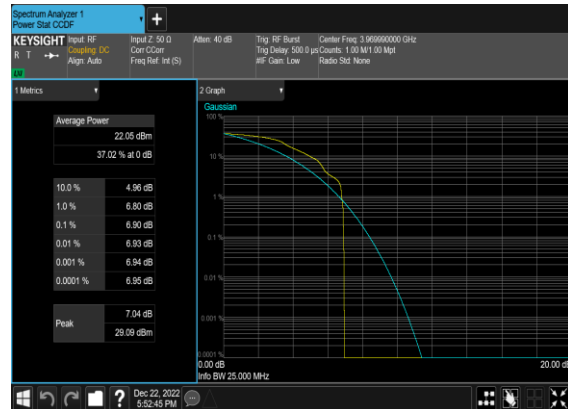 Spectrum Analyzer 1
Power Stat CCDF
KEYSIGHT
R T
LXI
Input: RF
Coupling: DC
Align: Auto
Input Z: 50 Ω
Corr CCorr
Freq Ref: Int (S)
Atten: 40 dB
Trig: RF Burst
Trig Delay: 500.0 µs
#IF Gain: Low
Center Freq: 3.969990000 GHz
Counts: 1.00 M/1.00 Mpt
Radio Std: None
1 Metrics
Average Power
22.05 dBm
37.02 % at 0 dB
10.0 % 4.96 dB
1.0 % 6.80 dB
0.1 % 6.90 dB
0.01 % 6.93 dB
0.001 % 6.94 dB
0.0001 % 6.95 dB
Peak
7.04 dB
29.09 dBm
2 Graph
Gaussian
100 %
10 %
1 %
0.1 %
0.01 %
0.001 %
0.0001 %
0.00 dB
20.00 dB
Info BW 25.000 MHz
?
Dec 22, 2022
5:52:45 PM